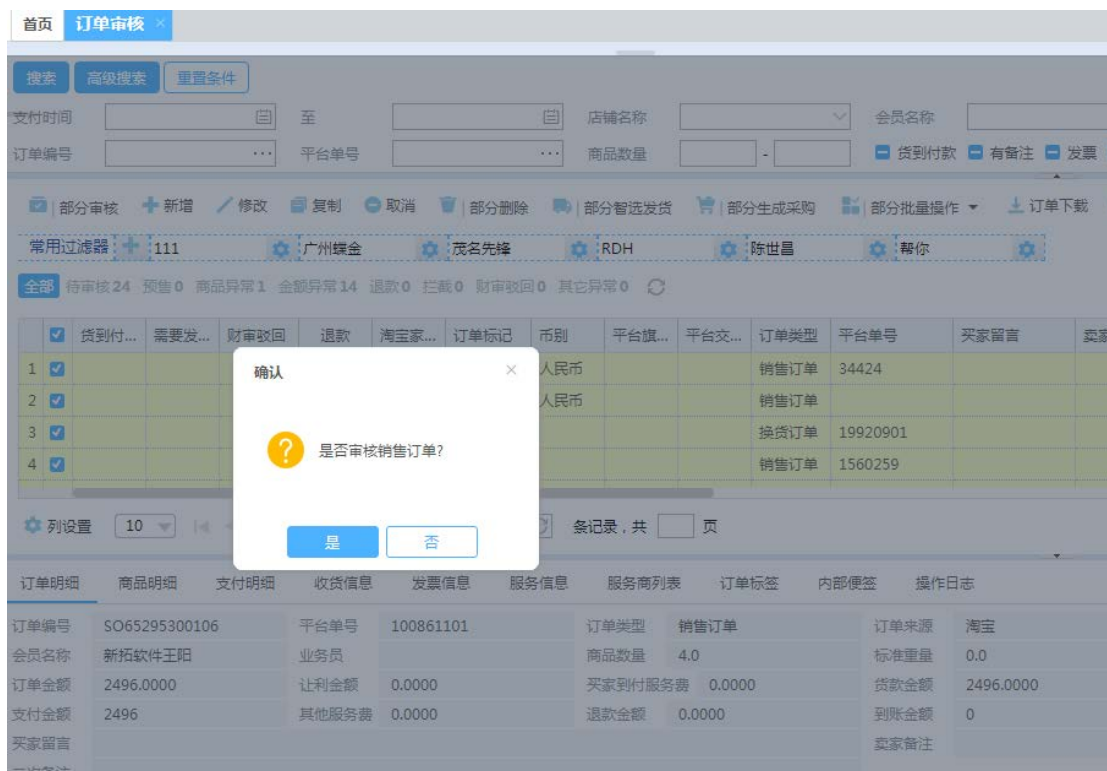 首页 订单审核 ×
搜索 高级搜索 重置条件
支付时间 至 店铺名称 会员名称
订单编号 ··· 平台单号 ··· 商品数量 - 货到付款 有备注 发票
部分审核 新增 修改 复制 取消 部分删除 部分智选发货 部分生成采购 部分批量操作 订单下载
常用过滤器 111 广州蝶金 茂名先锋 RDH 陈世昌 帮你
全部 待审核24 预售0 商品异常1 金额异常14 退款0 拦截0 财审驳回0 其它异常0
货到付... 需要发... 财审驳回 退款 淘宝家... 订单标记 币别 平台旗... 平台交... 订单类型 平台单号 买家留言 卖家
1 人民币 销售订单 34424
2 人民币 销售订单
3 换货订单 19920901
4 销售订单 1560259
确认 ×
是否审核销售订单?
是 否
列设置 10 条记录，共 页
订单明细 商品明细 支付明细 收货信息 发票信息 服务信息 服务商列表 订单标签 内部便签 操作日志
订单编号 SO65295300106 平台单号 100861101 订单类型 销售订单 订单来源 淘宝
会员名称 新拓软件王阳 业务员 商品数量 4.0 标准重量 0.0
订单金额 2496.0000 让利金额 0.0000 买家到付服务费 0.0000 货款金额 2496.0000
支付金额 2496 其他服务费 0.0000 退款金额 0.0000 到账金额 0
买家留言 卖家备注